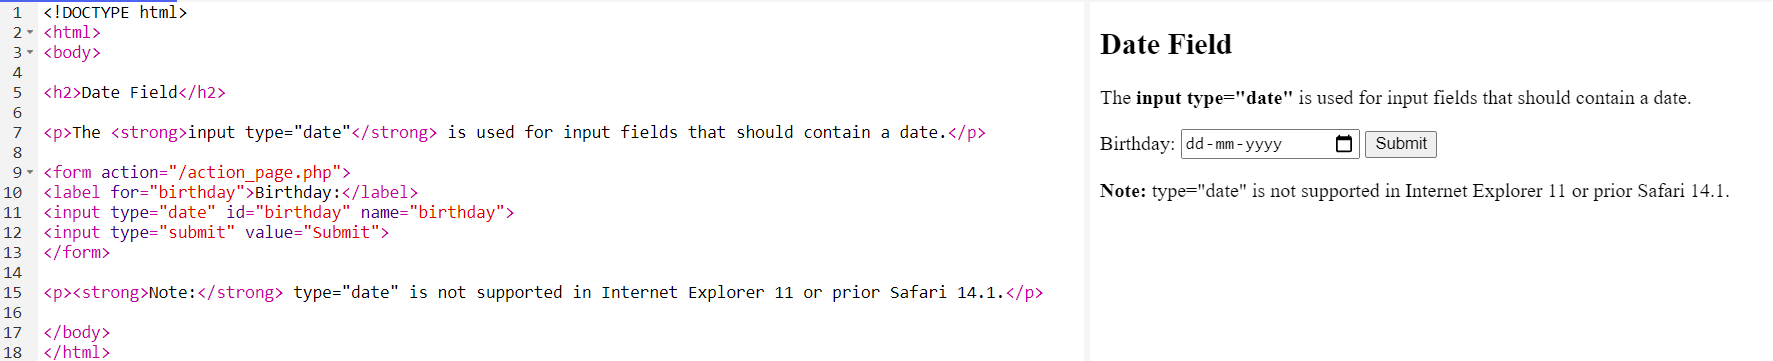 1 <!DOCTYPE html>
2 <html>
3 <body>
4
5 <h2>Date Field</h2>
6
7 <p>The <strong>input type="date"</strong> is used for input fields that should contain a date.</p>
8
9 <form action="/action_page.php">
10 <label for="birthday">Birthday:</label>
11 <input type="date" id="birthday" name="birthday">
12 <input type="submit" value="Submit">
13 </form>
14
15 <p><strong>Note:</strong> type="date" is not supported in Internet Explorer 11 or prior Safari 14.1.</p>
16
17 </body>
18 </html>
Date Field
The input type="date" is used for input fields that should contain a date.
Birthday: dd-mm-yyyy Submit
Note: type="date" is not supported in Internet Explorer 11 or prior Safari 14.1.